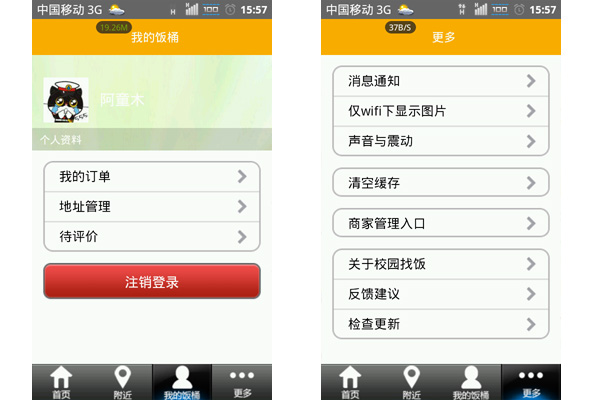 中国移动 3G
H
100
15:57
19.26M
我的饭桶
阿童木
个人资料
我的订单
地址管理
待评价
注销登录
首页
附近
我的饭桶
更多
中国移动 3G
H
100
15:57
37B/S
更多
消息通知
仅wifi下显示图片
声音与震动
清空缓存
商家管理入口
关于校园找饭
反馈建议
检查更新
首页
附近
我的饭桶
更多